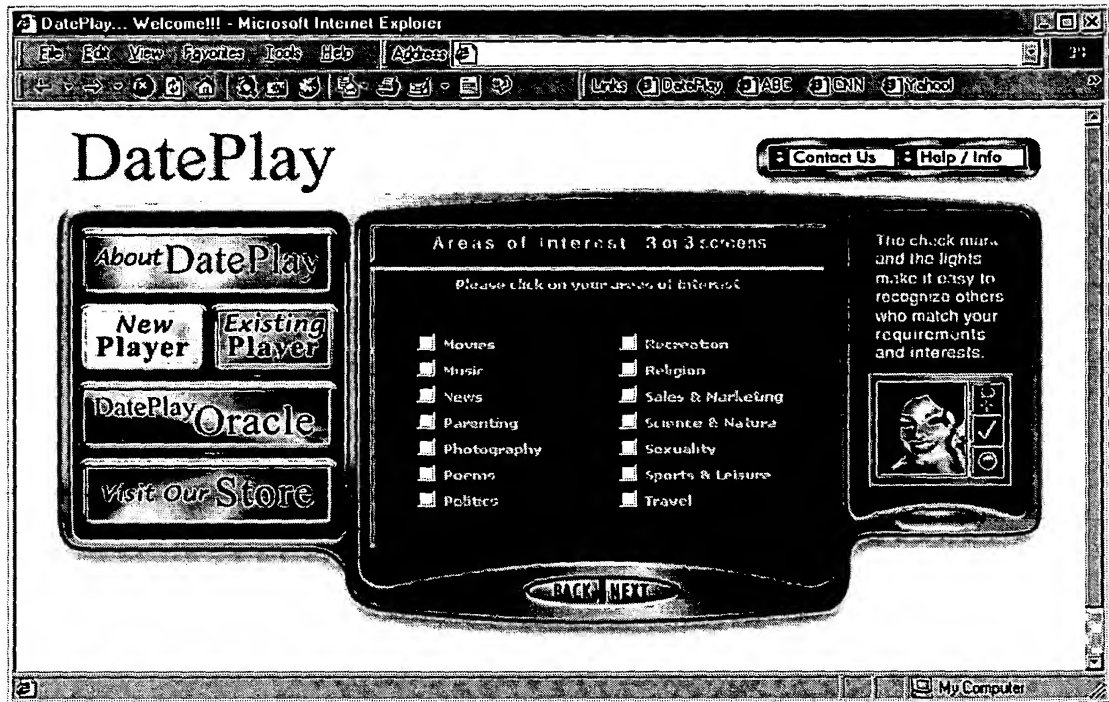 DatePlay... Welcome!!! - Microsoft Internet Explorer
File Edit View Favorites Tools Help Address
Links DatePlay ABC CNN Yahoo!
DatePlay
Contact Us Help / Info
About DatePlay
New Player
Existing Player
DatePlay Oracle
Visit Our Store
Areas of Interest 3 of 3 screens
Please click on your areas of interest
Movies
Music
News
Parenting
Photography
Poems
Politics
Recreation
Religion
Sales & Marketing
Science & Nature
Sexuality
Sports & Leisure
Travel
BACK NEXT
The check mark
and the lights
make it easy to
recognize others
who match your
requirements
and interests.
My Computer